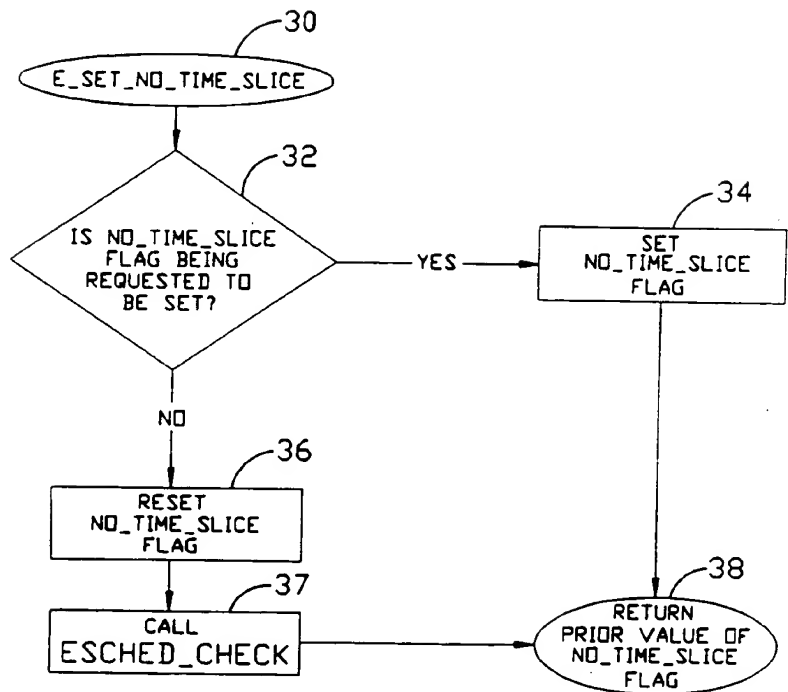 30
E_SET_NO_TIME_SLICE
32
IS NO_TIME_SLICE
FLAG BEING
REQUESTED TO
BE SET?
YES
34
SET
NO_TIME_SLICE
FLAG
NO
36
RESET
NO_TIME_SLICE
FLAG
37
CALL
ESCHED_CHECK
38
RETURN
PRIOR VALUE OF
NO_TIME_SLICE
FLAG